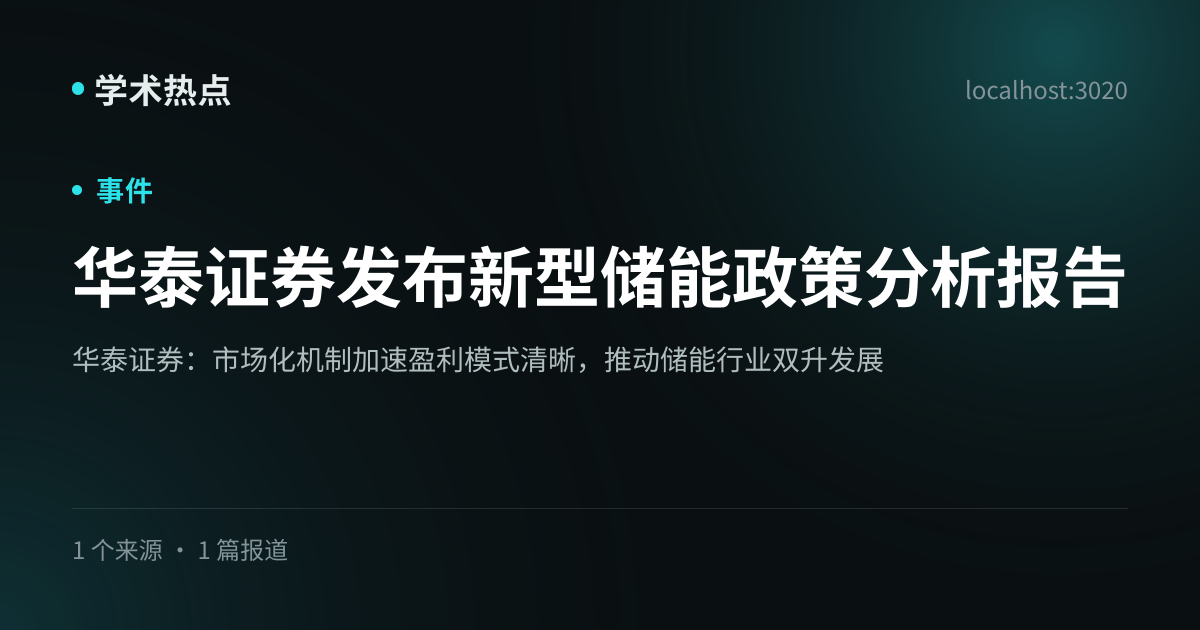 学术热点
localhost:3020
事件
华泰证券发布新型储能政策分析报告
华泰证券：市场化机制加速盈利模式清晰，推动储能行业双升发展
1 个来源 · 1 篇报道